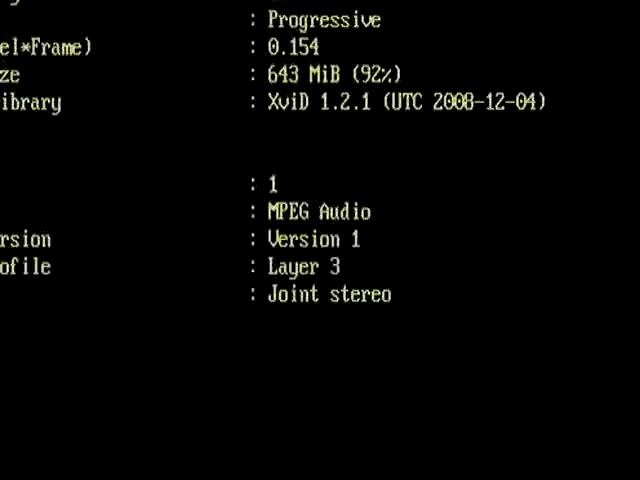 : Progressive
el*Frame) : 0.154
ze : 643 MiB (92%)
ibrary : XviD 1.2.1 (UTC 2008-12-04)
: 1
: MPEG Audio
rsion : Version 1
ofile : Layer 3
: Joint stereo